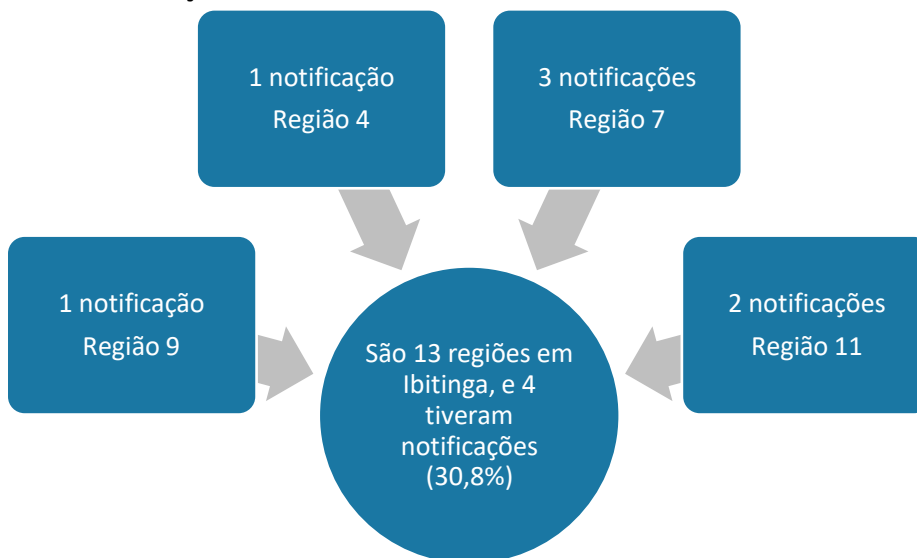 1 notificação
Região 4
3 notificações
Região 7
1 notificação
Região 9
2 notificações
Região 11
São 13 regiões em
Ibitinga, e 4
tiveram
notificações
(30,8%)